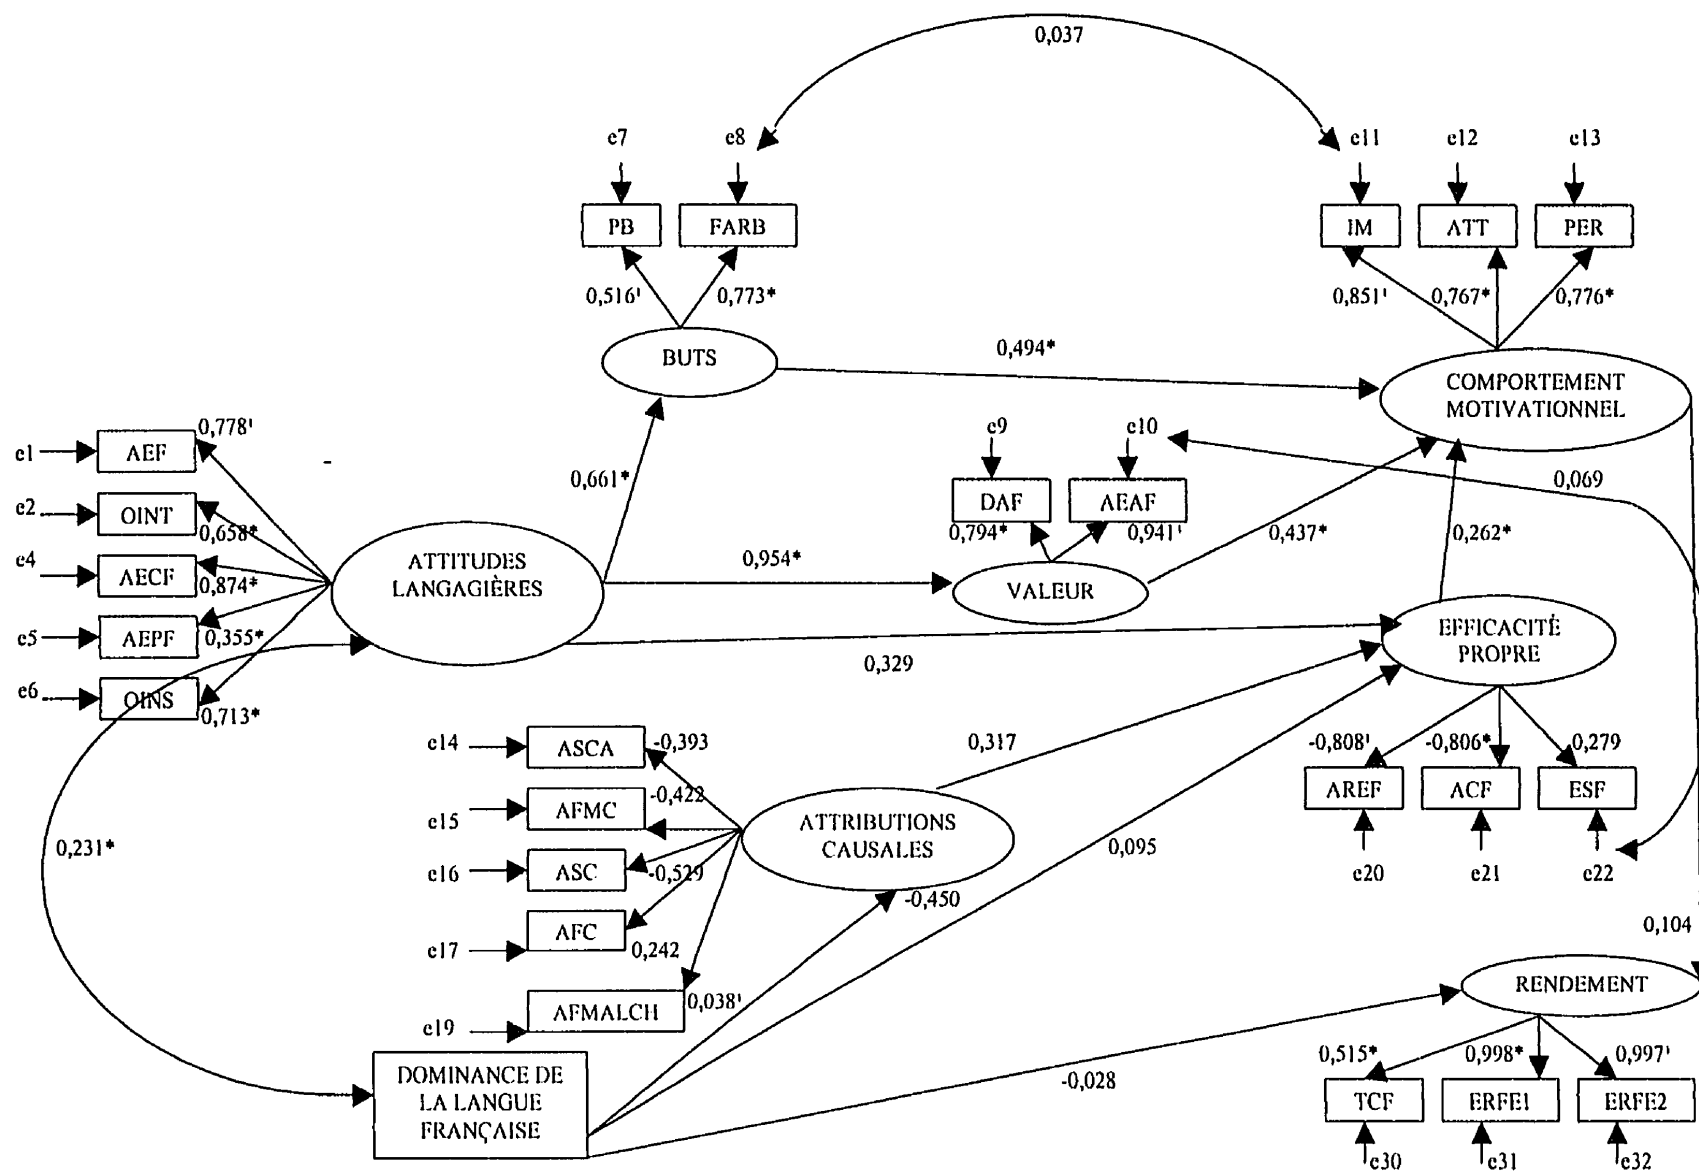 0,037
e7
e8
e11
e12
e13
PB
FARB
IM
ATT
PER
0,516¹
0,773*
0,851¹
0,767*
0,776*
BUTS
0,494*
COMPORTEMENT
MOTIVATIONNEL
e1
AEF
0,778¹
e2
OINT
0,658*
e4
AECF
0,874*
e5
AEPF
0,355*
e6
OINS
0,713*
ATTITUDES
LANGAGIÈRES
0,661*
e9
e10
DAF
AEAF
0,794*
0,941¹
0,069
0,437*
0,262*
0,954*
VALEUR
EFFICACITÉ
PROPRE
0,329
0,317
-0,808¹
-0,806*
0,279
AREF
ACF
ESF
e20
e21
e22
e14
ASCA
-0,393
e15
AFMC
-0,422
e16
ASC
-0,529
e17
AFC
0,242
e19
AFMALCH
0,038¹
ATTRIBUTIONS
CAUSALES
0,231*
0,095
-0,450
0,104
RENDEMENT
DOMINANCE DE
LA LANGUE
FRANÇAISE
-0,028
0,515*
0,998*
0,997¹
TCF
ERFE1
ERFE2
e30
e31
e32